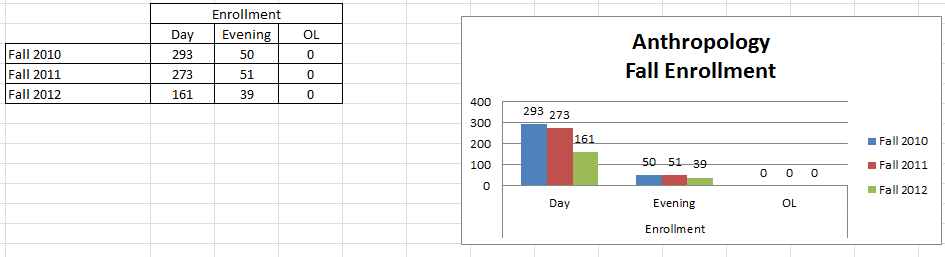 Enrollment
Day Evening OL
Fall 2010 293 50 0
Fall 2011 273 51 0
Fall 2012 161 39 0
Anthropology
Fall Enrollment
400
300
200
100
0
293 273 161
50 51 39
0 0 0
Day Evening OL
Enrollment
Fall 2010
Fall 2011
Fall 2012